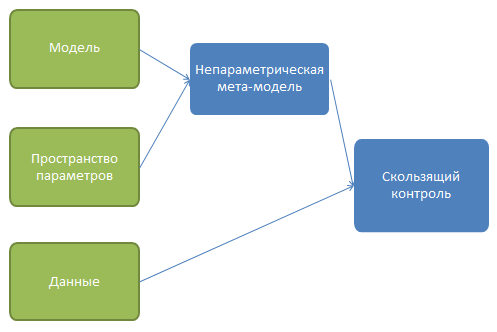 Модель
Непараметрическая
мета-модель
Пространство
параметров
Скользящий
контроль
Данные